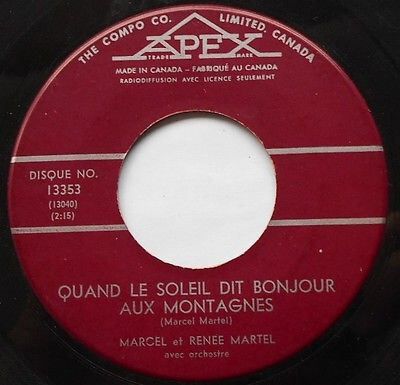 THE COMPO CO. LIMITED. CANADA
APEX
TRADE MARK
MADE IN CANADA - FABRIQUÉ AU CANADA
RADIODIFFUSION AVEC LICENCE SEULEMENT
DISQUE NO.
13353
(13040)
(2:15)
QUAND LE SOLEIL DIT BONJOUR
AUX MONTAGNES
(Marcel Martel)
MARCEL et RENEE MARTEL
avec orchestre